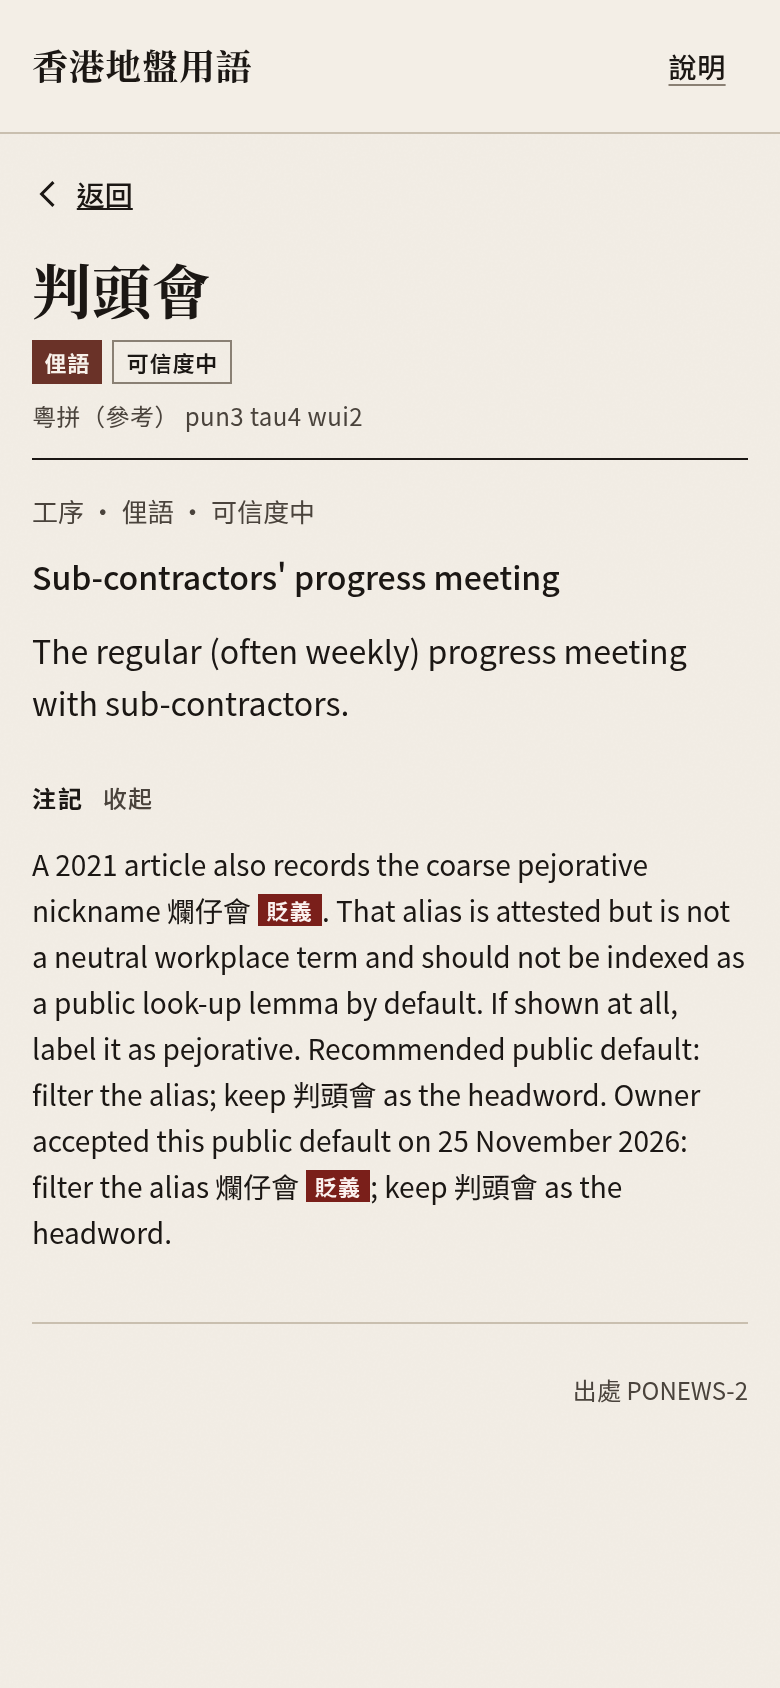 香港地盤用語
說明
返回
判頭會
俚語 可信度中
粵拼（參考） pun3 tau4 wui2
工序 · 俚語 · 可信度中
Sub-contractors' progress meeting
The regular (often weekly) progress meeting
with sub-contractors.
注記 收起
A 2021 article also records the coarse pejorative
nickname 爛仔會 貶義. That alias is attested but is not
a neutral workplace term and should not be indexed as
a public look-up lemma by default. If shown at all,
label it as pejorative. Recommended public default:
filter the alias; keep 判頭會 as the headword. Owner
accepted this public default on 25 November 2026:
filter the alias 爛仔會 貶義; keep 判頭會 as the
headword.
出處 PONEWS-2